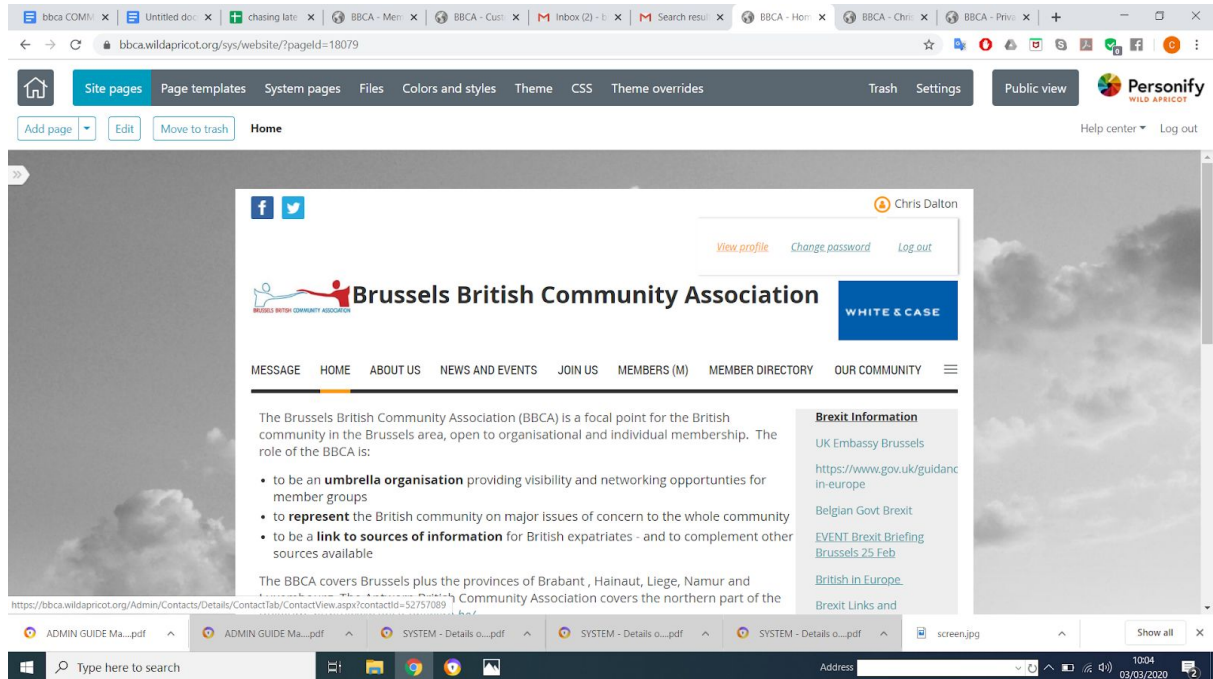 bbca COMM
Untitled doc
chasing late
BBCA - Mem
BBCA - Cust
Inbox (2) - b
Search resul
BBCA - Hom
BBCA - Chris
BBCA - Priva
bbca.wildapricot.org/sys/website/?pageId=18079
Site pages Page templates System pages Files Colors and styles Theme CSS Theme overrides Trash Settings Public view Personify
WILD APRICOT
Add page Edit Move to trash Home Help center Log out
Chris Dalton
View profile Change password Log out
BRUSSELS BRITISH COMMUNITY ASSOCIATION
Brussels British Community Association
WHITE & CASE
MESSAGE HOME ABOUT US NEWS AND EVENTS JOIN US MEMBERS (M) MEMBER DIRECTORY OUR COMMUNITY
The Brussels British Community Association (BBCA) is a focal point for the British
community in the Brussels area, open to organisational and individual membership. The
role of the BBCA is:
• to be an umbrella organisation providing visibility and networking opportunties for
member groups
• to represent the British community on major issues of concern to the whole community
• to be a link to sources of information for British expatriates - and to complement other
sources available
The BBCA covers Brussels plus the provinces of Brabant , Hainaut, Liege, Namur and
Community Association covers the northern part of the
Brexit Information
UK Embassy Brussels
https://www.gov.uk/guidanc
in-europe
Belgian Govt Brexit
EVENT Brexit Briefing
Brussels 25 Feb
British in Europe
Brexit Links and
https://bbca.wildapricot.org/Admin/Contacts/Details/ContactTab/ContactView.aspx?contactId=52757089
ADMIN GUIDE Ma....pdf ADMIN GUIDE Ma....pdf SYSTEM - Details o....pdf SYSTEM - Details o....pdf SYSTEM - Details o....pdf screen.jpg Show all
Type here to search Address 10:04
03/03/2020
2